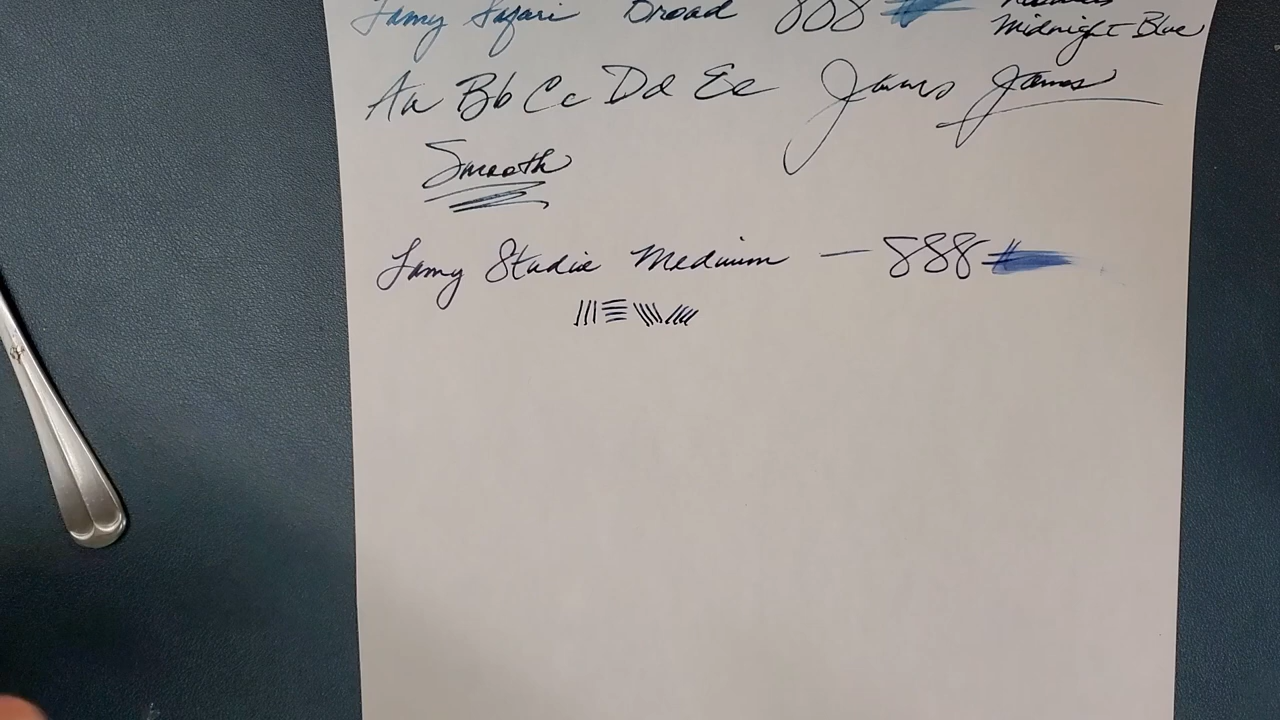 Lamy Safari Broad 888
Midnight Blue
Aa Bb Cc Dd Ee James James
Smooth
Lamy Studio Medium — 888